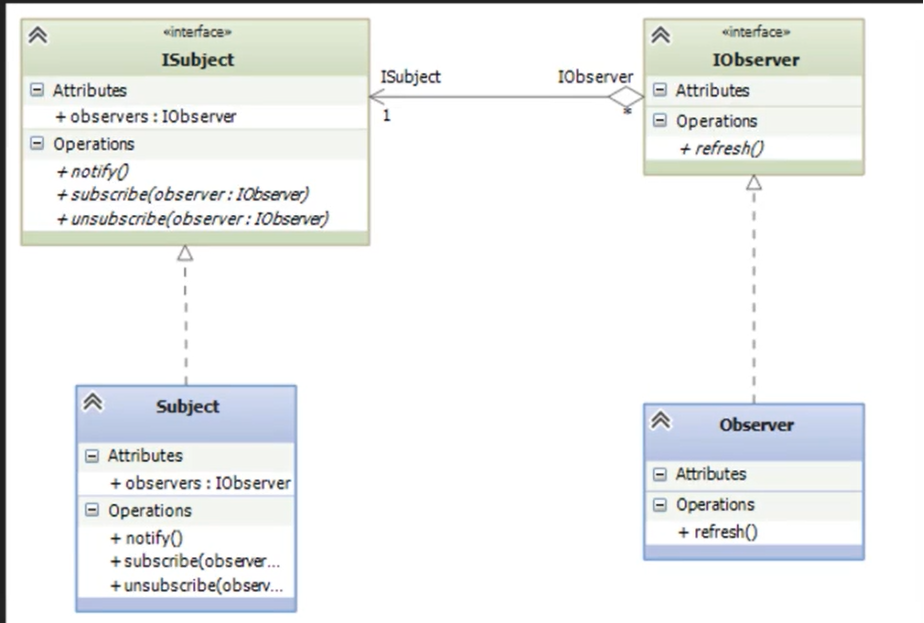 «interface»
ISubject
Attributes
+ observers : IObserver
Operations
+ notify()
+ subscribe(observer : IObserver)
+ unsubscribe(observer : IObserver)
ISubject
1
IObserver
*
«interface»
IObserver
Attributes
Operations
+ refresh()
Subject
Attributes
+ observers : IObserver
Operations
+ notify()
+ subscribe(observer...
+ unsubscribe(observ...
Observer
Attributes
Operations
+ refresh()